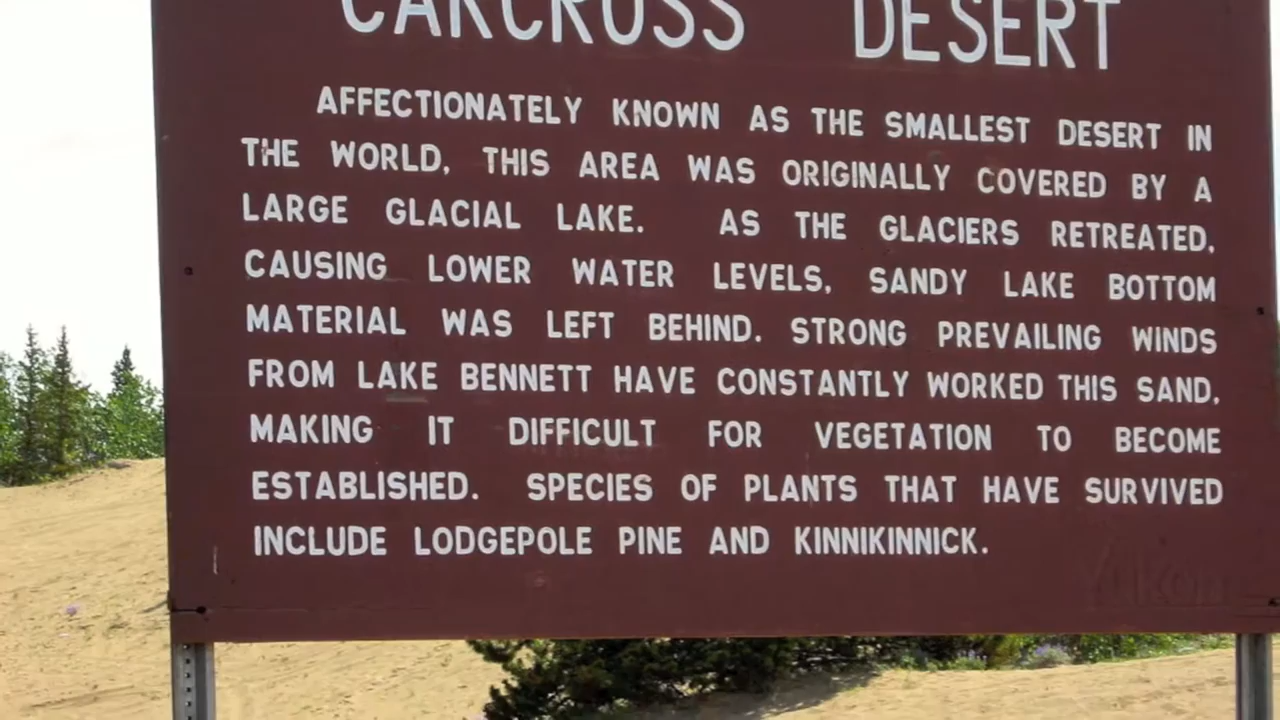 CARCROSS DESERT
AFFECTIONATELY KNOWN AS THE SMALLEST DESERT IN
THE WORLD, THIS AREA WAS ORIGINALLY COVERED BY A
LARGE GLACIAL LAKE. AS THE GLACIERS RETREATED,
CAUSING LOWER WATER LEVELS, SANDY LAKE BOTTOM
MATERIAL WAS LEFT BEHIND. STRONG PREVAILING WINDS
FROM LAKE BENNETT HAVE CONSTANTLY WORKED THIS SAND,
MAKING IT DIFFICULT FOR VEGETATION TO BECOME
ESTABLISHED. SPECIES OF PLANTS THAT HAVE SURVIVED
INCLUDE LODGEPOLE PINE AND KINNIKINNICK.
Yukon